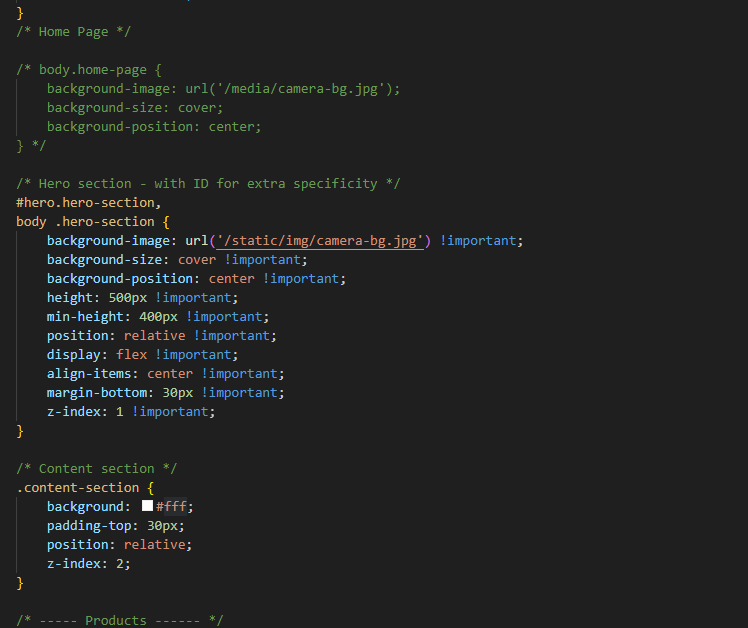 }
/* Home Page */
/* body.home-page {
background-image: url('/media/camera-bg.jpg');
background-size: cover;
background-position: center;
} */
/* Hero section - with ID for extra specificity */
#hero.hero-section,
body .hero-section {
background-image: url('/static/img/camera-bg.jpg') !important;
background-size: cover !important;
background-position: center !important;
height: 500px !important;
min-height: 400px !important;
position: relative !important;
display: flex !important;
align-items: center !important;
margin-bottom: 30px !important;
z-index: 1 !important;
}
/* Content section */
.content-section {
background: #fff;
padding-top: 30px;
position: relative;
z-index: 2;
}
/* ----- Products ------ */